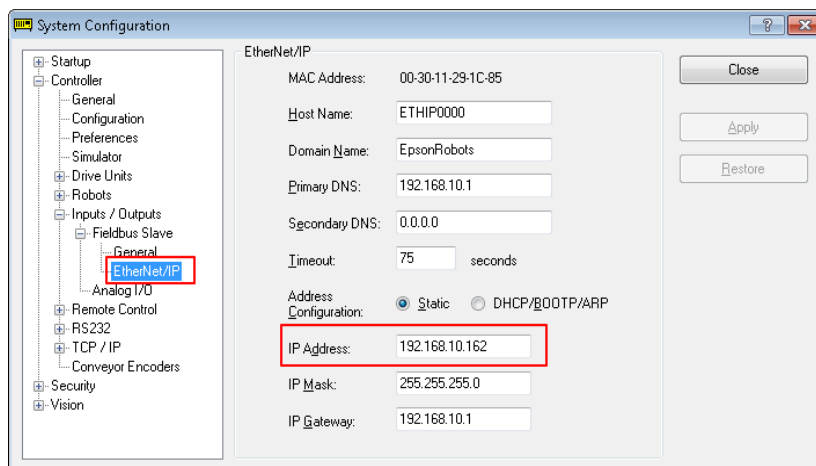 System Configuration
Startup
Controller
General
Configuration
Preferences
Simulator
Drive Units
Robots
Inputs / Outputs
Fieldbus Slave
General
EtherNet/IP
Analog I/O
Remote Control
RS232
TCP / IP
Conveyor Encoders
Security
Vision
EtherNet/IP
MAC Address: 00-30-11-29-1C-85
Host Name: ETHIP0000
Domain Name: EpsonRobots
Primary DNS: 192.168.10.1
Secondary DNS: 0.0.0.0
Timeout: 75 seconds
Address
Configuration: Static DHCP/BOOTP/ARP
IP Address: 192.168.10.162
IP Mask: 255.255.255.0
IP Gateway: 192.168.10.1
Close
Apply
Restore